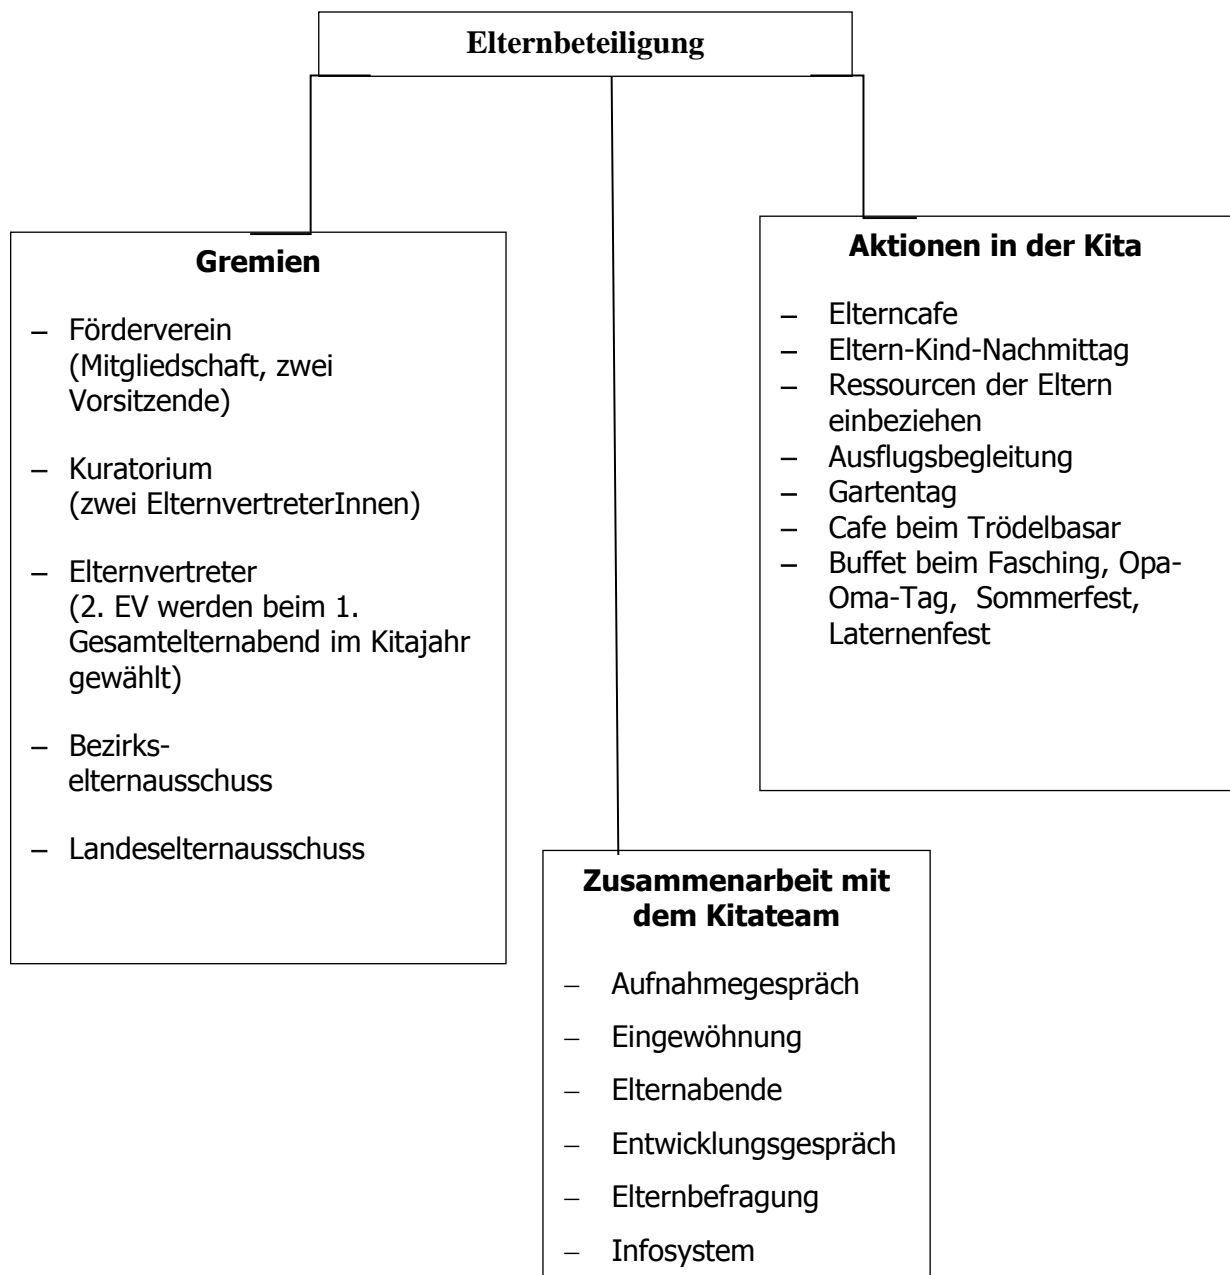 Elternbeteiligung
Gremien
– Förderverein
(Mitgliedschaft, zwei
Vorsitzende)
– Kuratorium
(zwei ElternvertreterInnen)
– Elternvertreter
(2. EV werden beim 1.
Gesamtelternabend im Kitajahr
gewählt)
– Bezirks-
elternausschuss
– Landeselternausschuss
Aktionen in der Kita
– Elterncafe
– Eltern-Kind-Nachmittag
– Ressourcen der Eltern
einbeziehen
– Ausflugsbegleitung
– Gartentag
– Cafe beim Trödelbasar
– Buffet beim Fasching, Opa-
Oma-Tag, Sommerfest,
Laternenfest
Zusammenarbeit mit
dem Kitateam
– Aufnahmegespräch
– Eingewöhnung
– Elternabende
– Entwicklungsgespräch
– Elternbefragung
– Infosystem